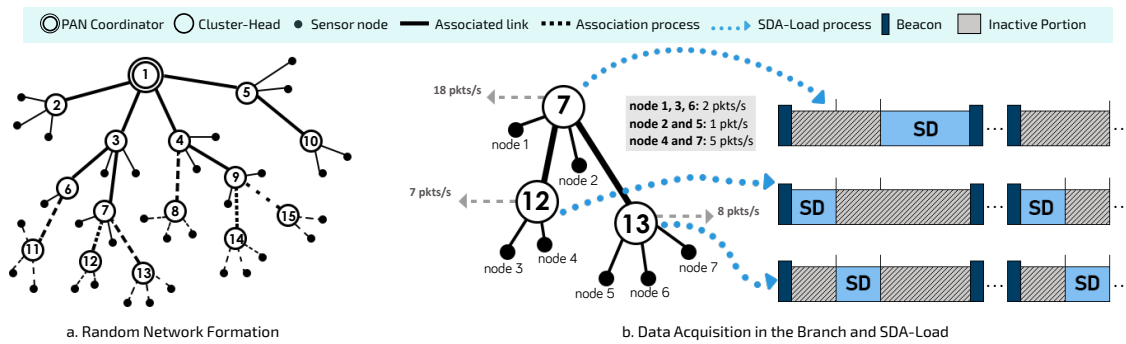 PAN Coordinator Cluster-Head Sensor node Associated link Association process SDA-Load process Beacon Inactive Portion
1
2
5
3
4
10
6
9
7
8
15
11
12
13
14
a. Random Network Formation
18 pkts/s
7
node 1
node 2
7 pkts/s
12
13
8 pkts/s
node 3
node 4
node 5
node 6
node 7
node 1, 3, 6: 2 pkts/s
node 2 and 5: 1 pkt/s
node 4 and 7: 5 pkts/s
SD ... ...
SD ... SD ...
SD ... SD ...
b. Data Acquisition in the Branch and SDA-Load